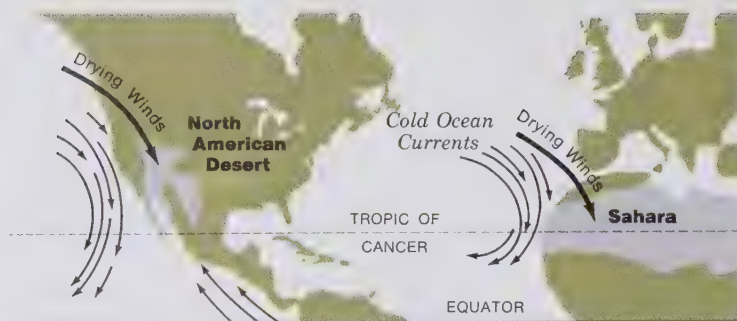 Drying Winds
North
American
Desert
Cold Ocean
Currents
Drying Winds
Sahara
TROPIC OF
CANCER
EQUATOR